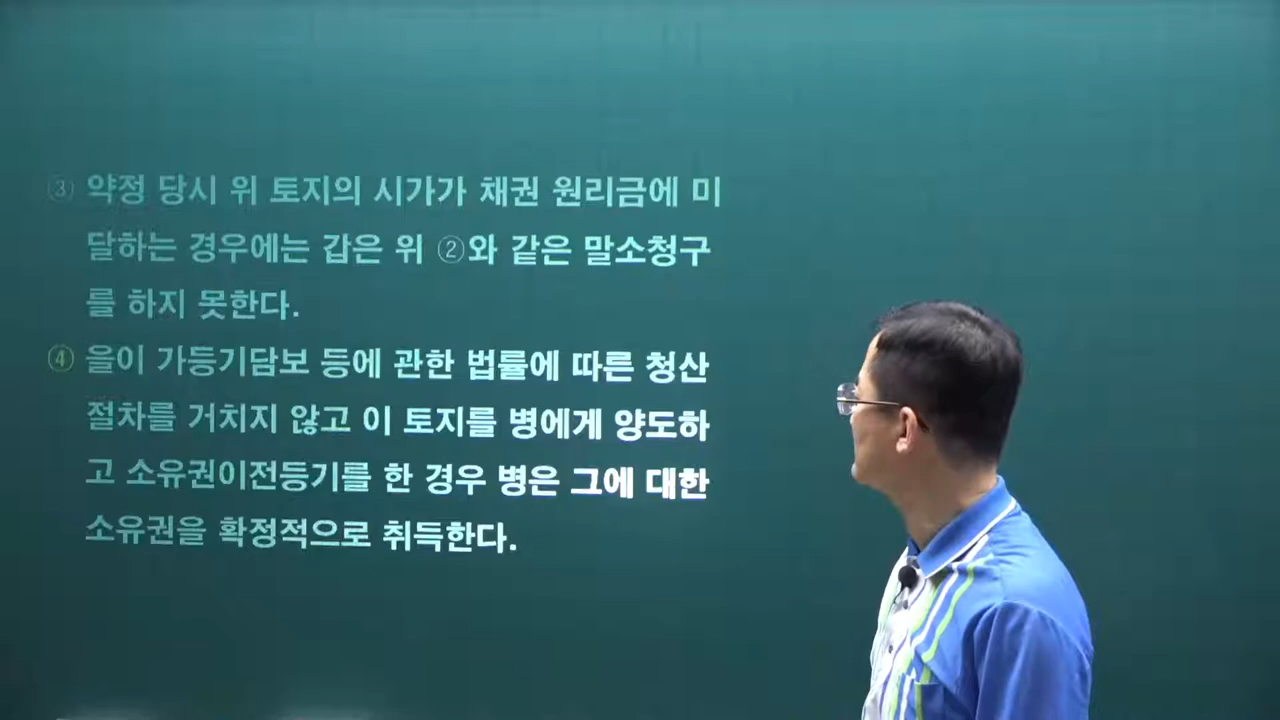 ③ 약정 당시 위 토지의 시가가 채권 원리금에 미
달하는 경우에는 갑은 위 ②와 같은 말소청구
를 하지 못한다.
④ 을이 가등기담보 등에 관한 법률에 따른 청산
절차를 거치지 않고 이 토지를 병에게 양도하
고 소유권이전등기를 한 경우 병은 그에 대한
소유권을 확정적으로 취득한다.